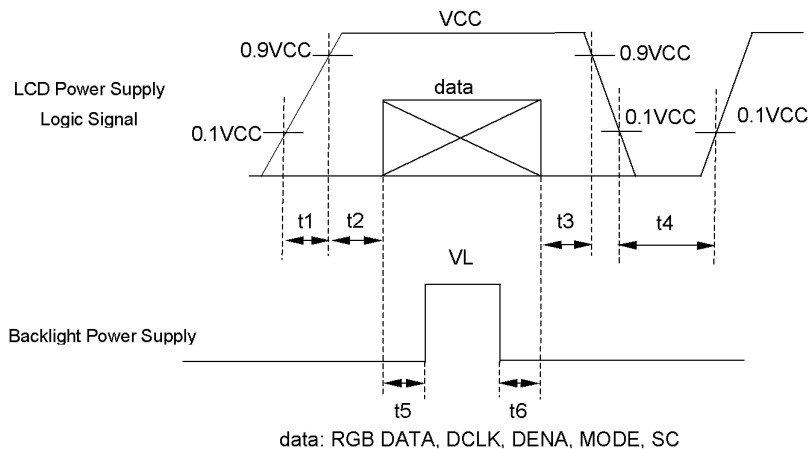 VCC
0.9VCC
0.9VCC
LCD Power Supply
Logic Signal
data
0.1VCC
0.1VCC
0.1VCC
t1
t2
t3
t4
VL
Backlight Power Supply
t5
t6
data: RGB DATA, DCLK, DENA, MODE, SC